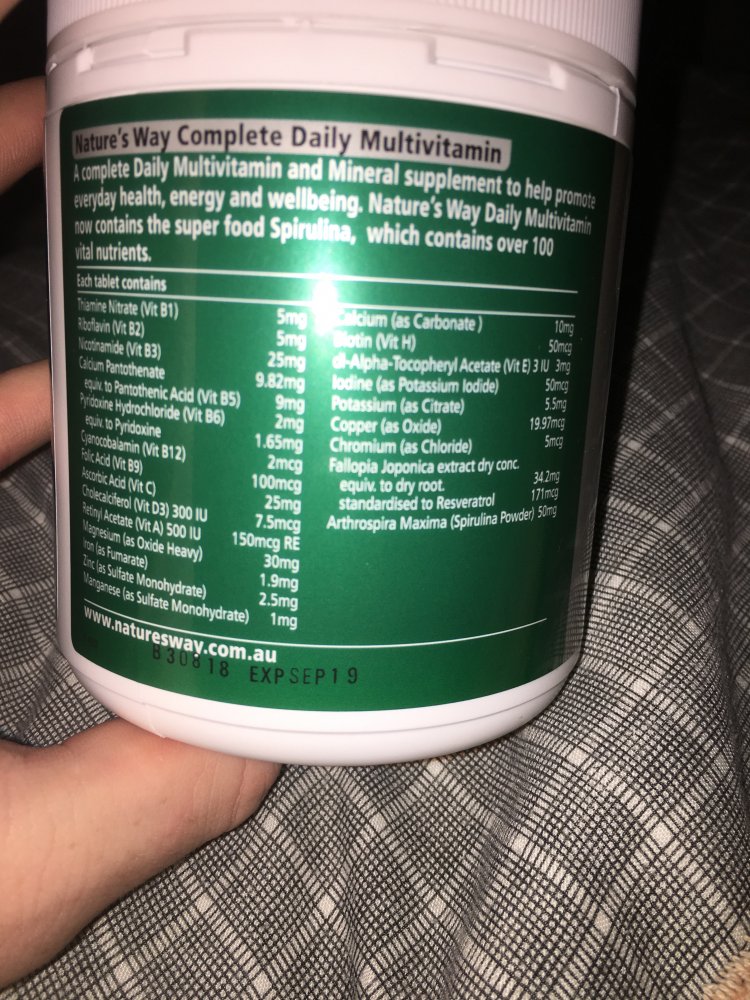 Nature's Way Complete Daily Multivitamin
A complete Daily Multivitamin and Mineral supplement to help promote
everyday health, energy and wellbeing. Nature's Way Daily Multivitamin
now contains the super food Spirulina, which contains over 100
vital nutrients.
Each tablet contains
Thiamine Nitrate (Vit B1) 5mg
Riboflavin (Vit B2) 5mg
Nicotinamide (Vit B3) 25mg
Calcium Pantothenate 9.82mg
equiv. to Pantothenic Acid (Vit B5) 9mg
Pyridoxine Hydrochloride (Vit B6) 2mg
equiv. to Pyridoxine 1.65mg
Cyanocobalamin (Vit B12) 2mcg
Folic Acid (Vit B9) 100mcg
Ascorbic Acid (Vit C) 25mg
Cholecalciferol (Vit D3) 300 IU 7.5mcg
Retinyl Acetate (Vit A) 500 IU 150mcg RE
Magnesium (as Oxide Heavy) 30mg
Iron (as Fumarate) 1.9mg
Zinc (as Sulfate Monohydrate) 2.5mg
Manganese (as Sulfate Monohydrate) 1mg
Calcium (as Carbonate ) 10mg
Biotin (Vit H) 50mcg
dl-Alpha-Tocopheryl Acetate (Vit E) 3 IU 3mg
Iodine (as Potassium Iodide) 50mcg
Potassium (as Citrate) 5.5mg
Copper (as Oxide) 19.97mcg
Chromium (as Chloride) 5mcg
Fallopia Joponica extract dry conc.
equiv. to dry root. 34.2mg
standardised to Resveratrol 171mcg
Arthrospira Maxima (Spirulina Powder) 50mg
www.naturesway.com.au
B30818 EXP SEP19